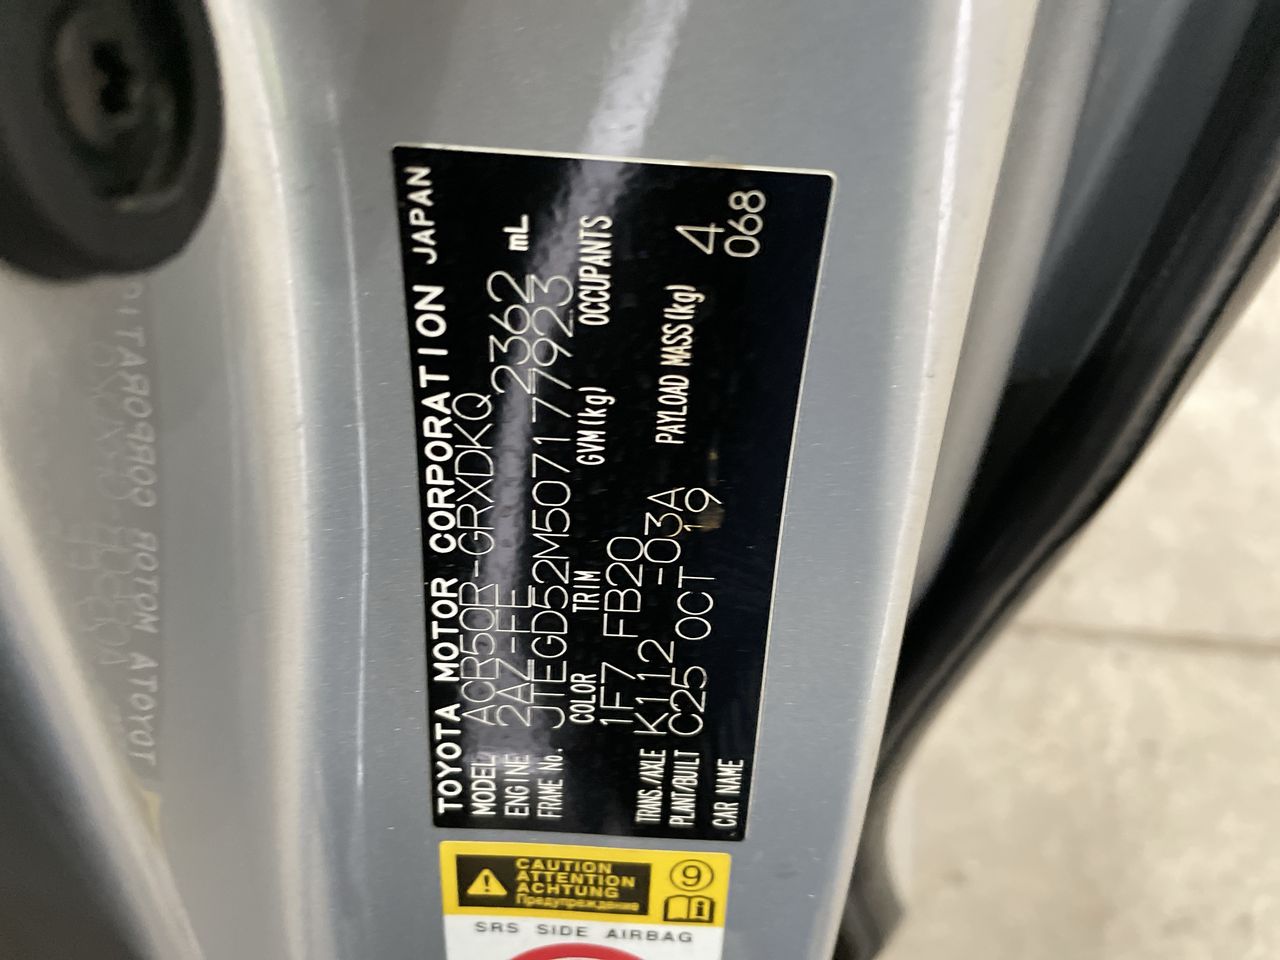 TOYOTA MOTOR CORPORATION JAPAN
MODEL ACR50R-GRXDKQ
ENGINE 2AZ-FE 2362 mL
FRAME No. JTEGD52M507177923
COLOR TRIM GVM(kg) OCCUPANTS
1F7 FB20
TRANS./AXLE K112 -03A PAYLOAD MASS(kg) 4
PLANT/BUILT C25 OCT 19 068
CAR NAME
CAUTION
ATTENTION
ACHTUNG
Предупреждение
9
i
SRS SIDE AIRBAG